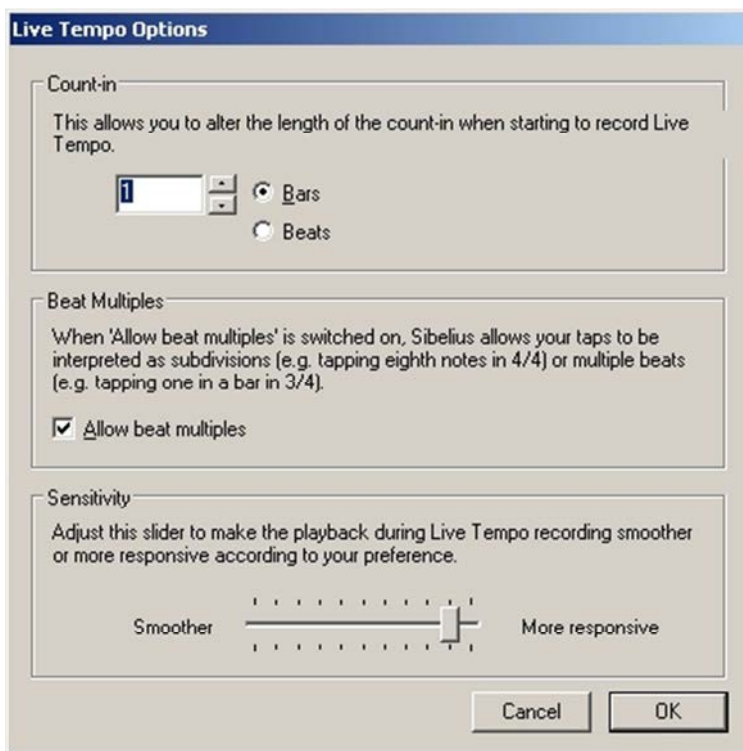 Live Tempo Options
Count-in
This allows you to alter the length of the count-in when starting to record Live
Tempo.
1
Bars
Beats
Beat Multiples
When 'Allow beat multiples' is switched on, Sibelius allows your taps to be
interpreted as subdivisions (e.g. tapping eighth notes in 4/4) or multiple beats
(e.g. tapping one in a bar in 3/4).
Allow beat multiples
Sensitivity
Adjust this slider to make the playback during Live Tempo recording smoother
or more responsive according to your preference.
Smoother More responsive
Cancel OK